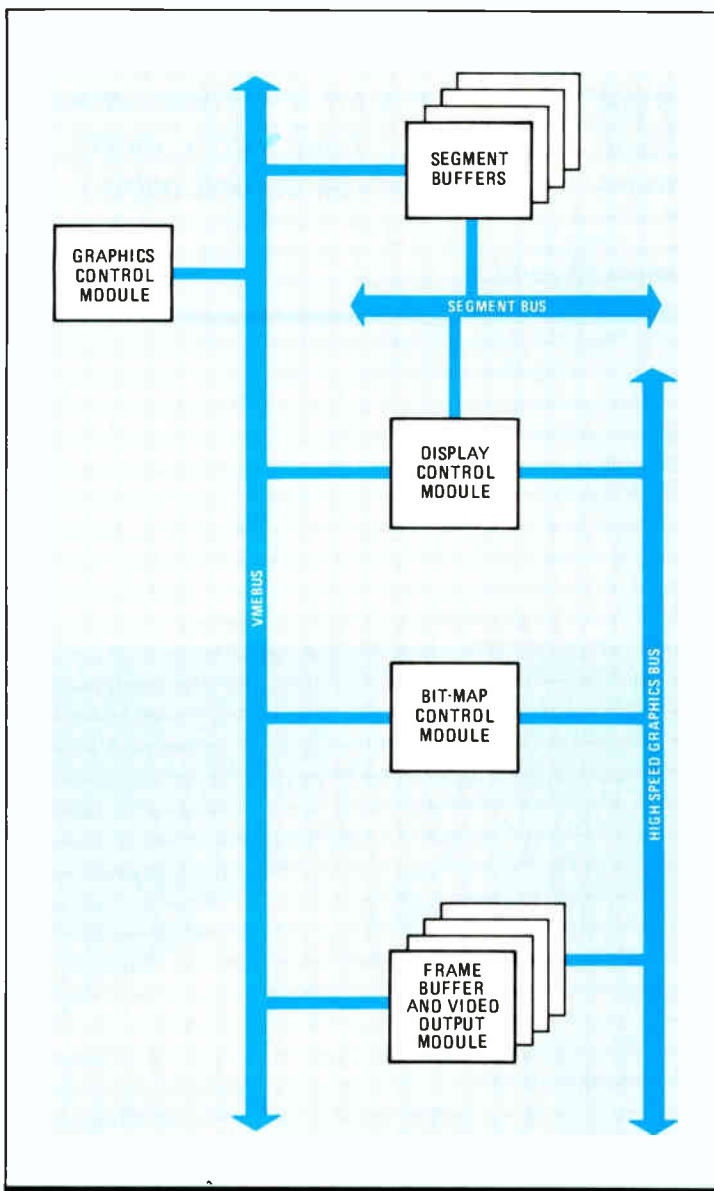 SEGMENT
BUFFERS
GRAPHICS
CONTROL
MODULE
SEGMENT BUS
DISPLAY
CONTROL
MODULE
VMEBUS
BIT-MAP
CONTROL
MODULE
HIGH SPEED GRAPHICS BUS
FRAME
BUFFER
AND VIDEO
OUTPUT
MODULE